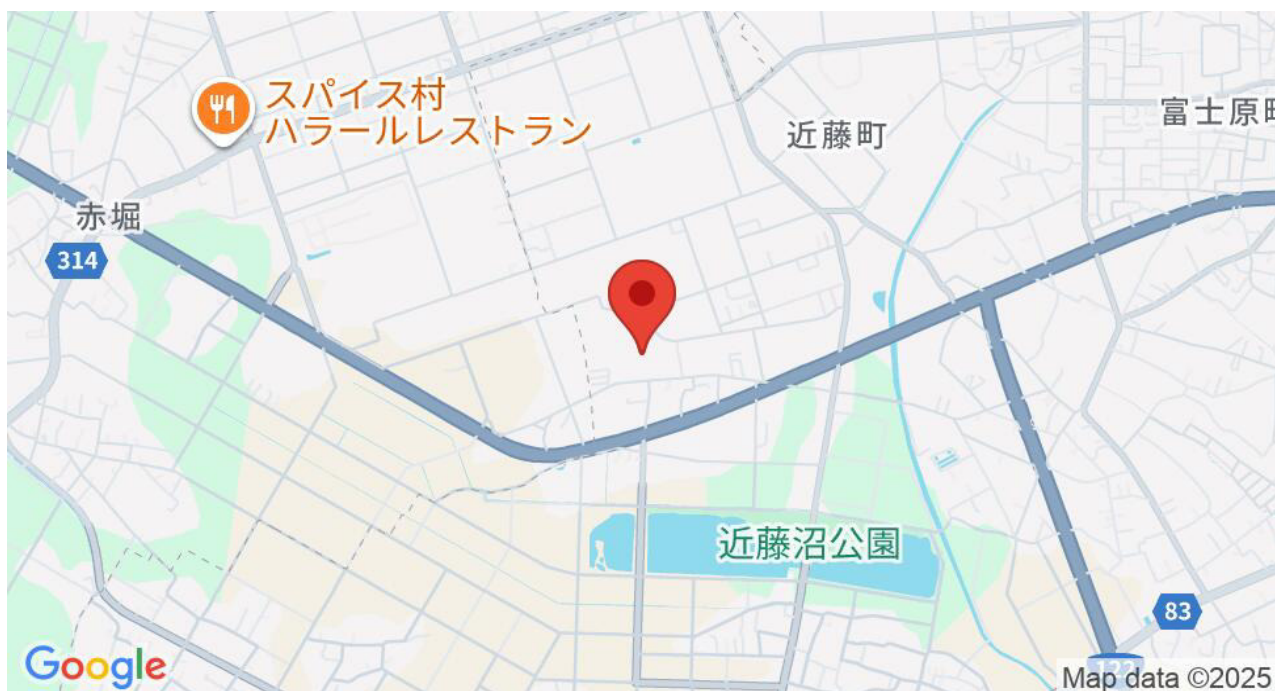 スパイス村
ハラールレストラン
近藤町
富士原町
赤堀
314
近藤沼公園
83
122
Google
Map data ©2025